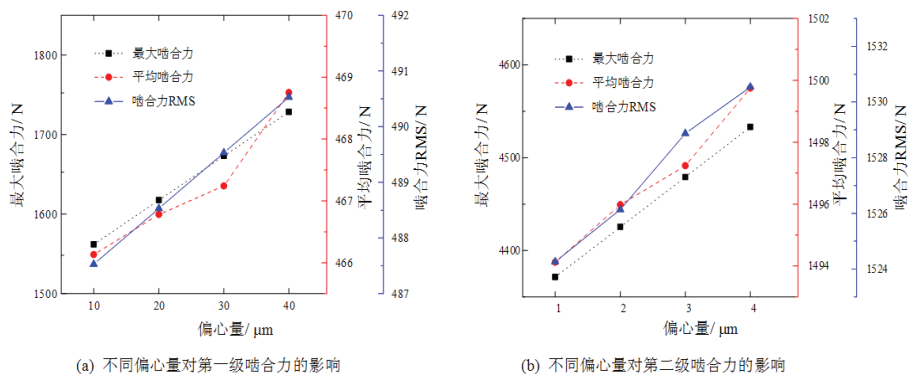 1800
1700
1600
1500
最大啮合力/ N
最大啮合力
平均啮合力
啮合力RMS
10
20
30
40
偏心量/ μm
470
469
468
467
466
平均啮合力/ N
492
491
490
489
488
487
啮合力RMS/ N
(a) 不同偏心量对第一级啮合力的影响
4600
4500
4400
最大啮合力/ N
最大啮合力
平均啮合力
啮合力RMS
1
2
3
4
偏心量/ μm
1502
1500
1498
1496
1494
平均啮合力/ N
1532
1530
1528
1526
1524
啮合力RMS/ N
(b) 不同偏心量对第二级啮合力的影响